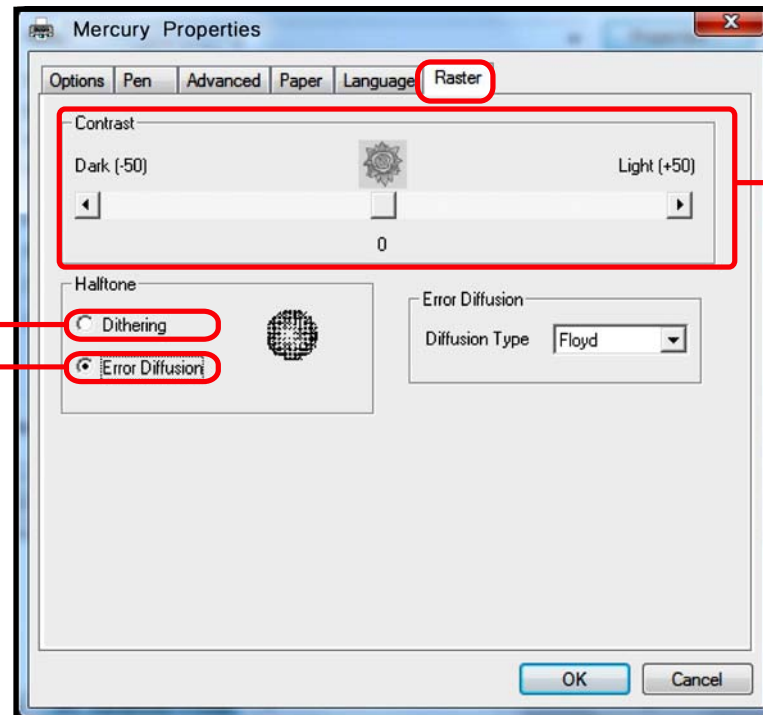 Mercury Properties
Options Pen Advanced Paper Language Raster
Contrast
Dark (-50) Light (+50)
0
Halftone
Dithering
Error Diffusion
Error Diffusion
Diffusion Type Floyd
OK Cancel